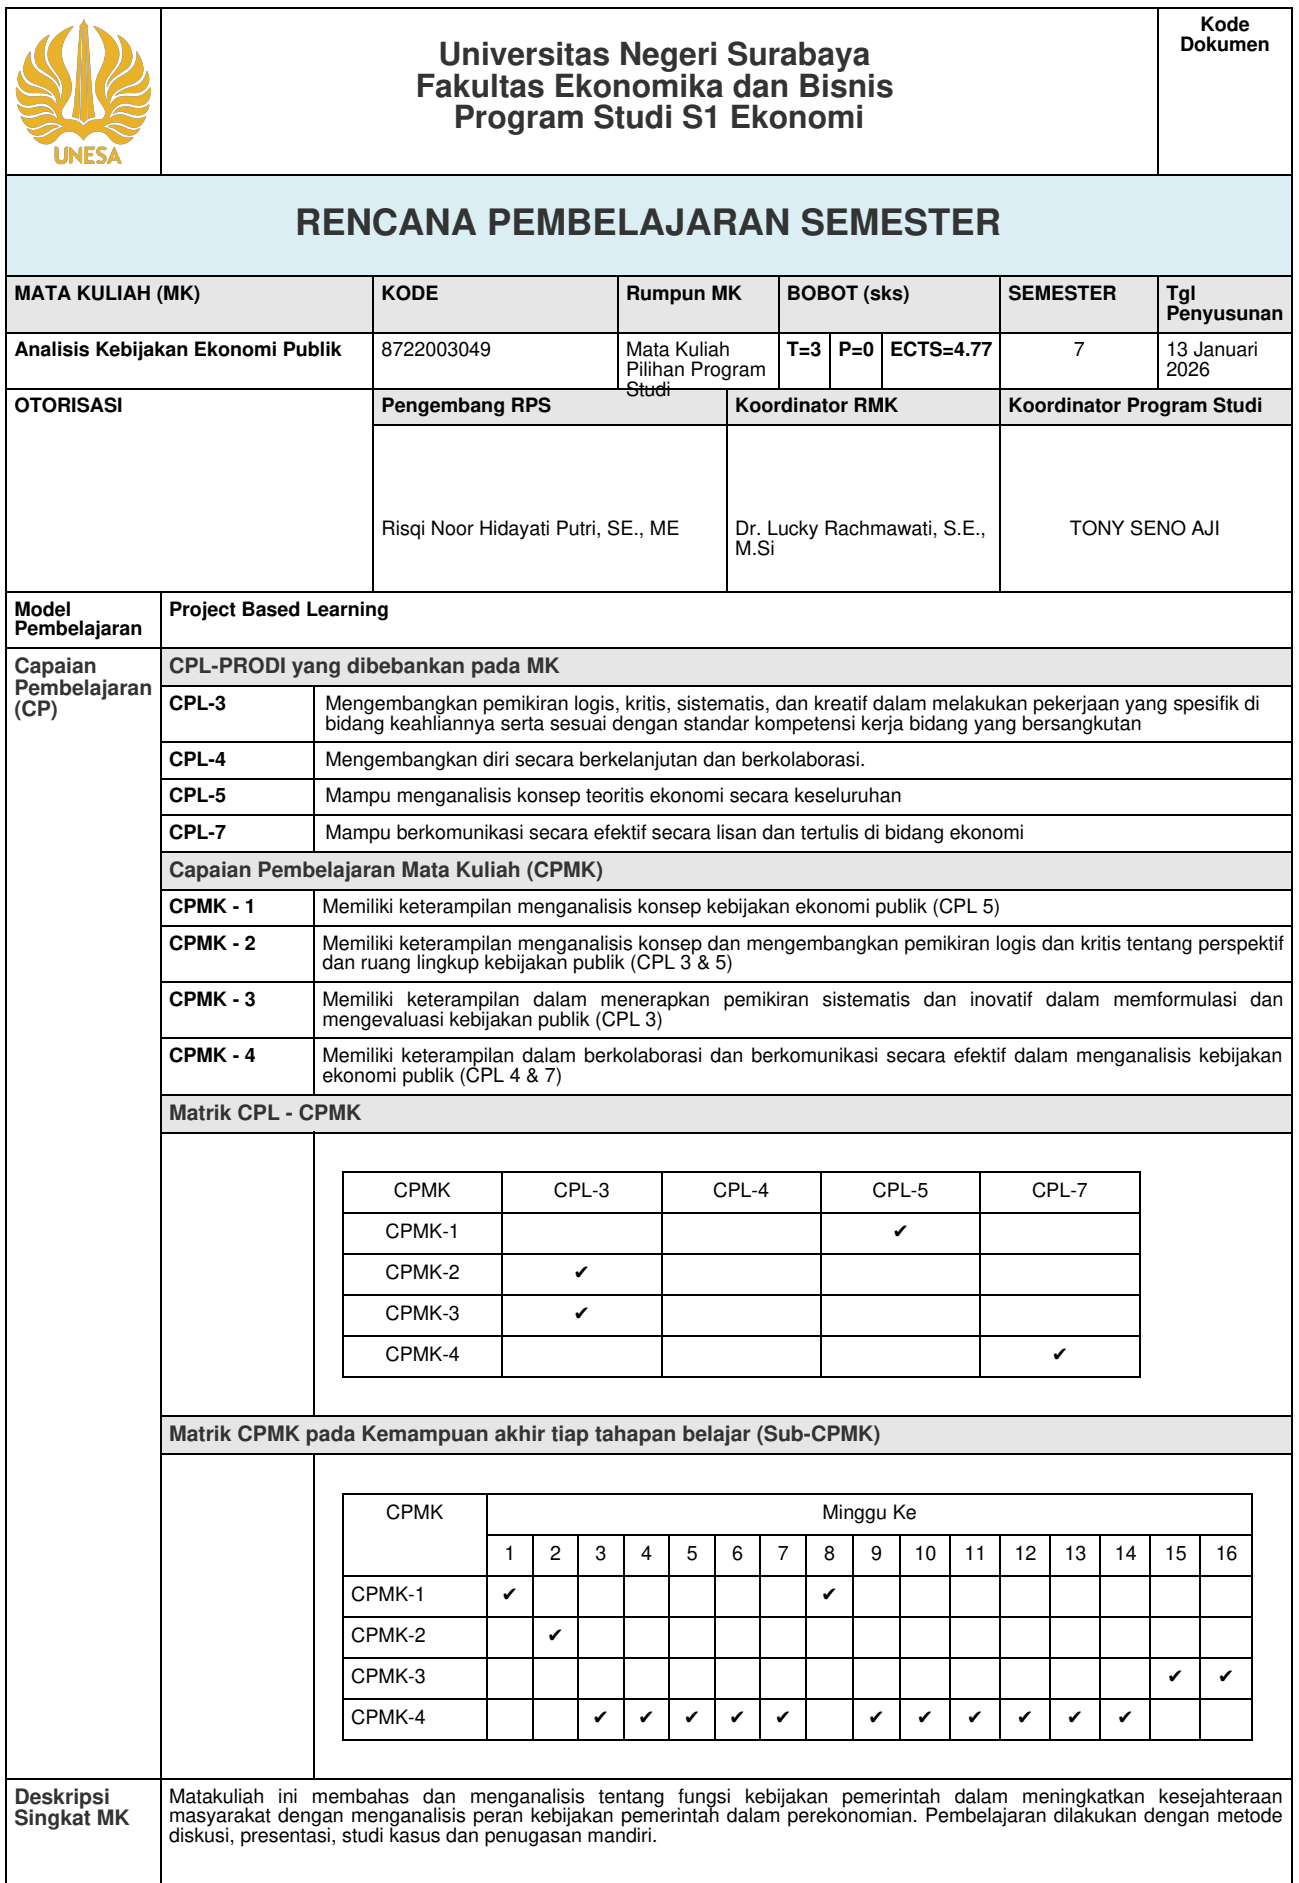 UNESA
Universitas Negeri Surabaya
Fakultas Ekonomika dan Bisnis
Program Studi S1 Ekonomi
Kode
Dokumen
RENCANA PEMBELAJARAN SEMESTER
MATA KULIAH (MK) KODE Rumpun MK BOBOT (sks) SEMESTER Tgl
Penyusunan
Analisis Kebijakan Ekonomi Publik 8722003049 Mata Kuliah
Pilihan Program
Studi
T=3 P=0 ECTS=4.77 7 13 Januari
2026
OTORISASI Pengembang RPS Koordinator RMK Koordinator Program Studi
Risqi Noor Hidayati Putri, SE., ME Dr. Lucky Rachmawati, S.E.,
M.Si
TONY SENO AJI
Model
Pembelajaran
Project Based Learning
Capaian
Pembelajaran
(CP)
CPL-PRODI yang dibebankan pada MK
CPL-3 Mengembangkan pemikiran logis, kritis, sistematis, dan kreatif dalam melakukan pekerjaan yang spesifik di
bidang keahliannya serta sesuai dengan standar kompetensi kerja bidang yang bersangkutan
CPL-4 Mengembangkan diri secara berkelanjutan dan berkolaborasi.
CPL-5 Mampu menganalisis konsep teoritis ekonomi secara keseluruhan
CPL-7 Mampu berkomunikasi secara efektif secara lisan dan tertulis di bidang ekonomi
Capaian Pembelajaran Mata Kuliah (CPMK)
CPMK - 1 Memiliki keterampilan menganalisis konsep kebijakan ekonomi publik (CPL 5)
CPMK - 2 Memiliki keterampilan menganalisis konsep dan mengembangkan pemikiran logis dan kritis tentang perspektif
dan ruang lingkup kebijakan publik (CPL 3 & 5)
CPMK - 3 Memiliki keterampilan dalam menerapkan pemikiran sistematis dan inovatif dalam memformulasi dan
mengevaluasi kebijakan publik (CPL 3)
CPMK - 4 Memiliki keterampilan dalam berkolaborasi dan berkomunikasi secara efektif dalam menganalisis kebijakan
ekonomi publik (CPL 4 & 7)
Matrik CPL - CPMK
CPMK CPL-3 CPL-4 CPL-5 CPL-7
CPMK-1 ✔
CPMK-2 ✔
CPMK-3 ✔
CPMK-4 ✔
Matrik CPMK pada Kemampuan akhir tiap tahapan belajar (Sub-CPMK)
CPMK Minggu Ke
1 2 3 4 5 6 7 8 9 10 11 12 13 14 15 16
CPMK-1 ✔ ✔
CPMK-2 ✔
CPMK-3 ✔ ✔
CPMK-4 ✔ ✔ ✔ ✔ ✔ ✔ ✔ ✔ ✔ ✔ ✔
Deskripsi
Singkat MK
Matakuliah ini membahas dan menganalisis tentang fungsi kebijakan pemerintah dalam meningkatkan kesejahteraan
masyarakat dengan menganalisis peran kebijakan pemerintah dalam perekonomian. Pembelajaran dilakukan dengan metode
diskusi, presentasi, studi kasus dan penugasan mandiri.